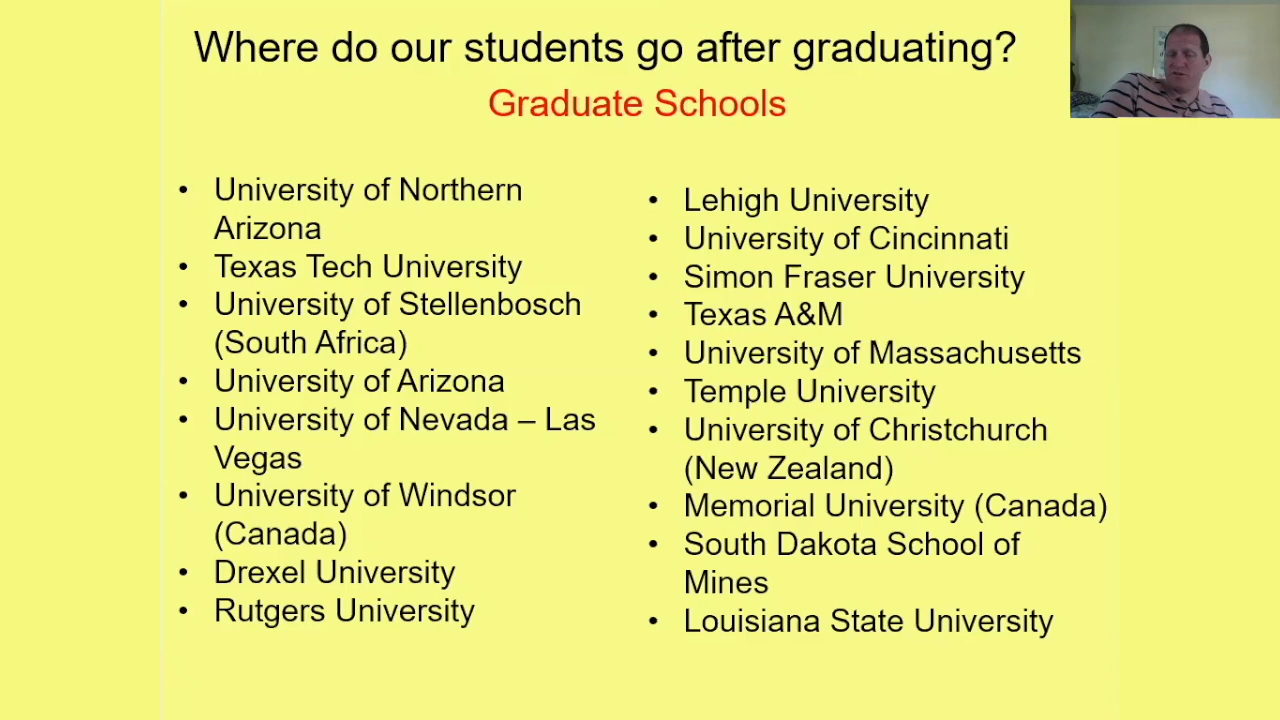 Where do our students go after graduating?
Graduate Schools
• University of Northern
Arizona
• Texas Tech University
• University of Stellenbosch
(South Africa)
• University of Arizona
• University of Nevada – Las
Vegas
• University of Windsor
(Canada)
• Drexel University
• Rutgers University
• Lehigh University
• University of Cincinnati
• Simon Fraser University
• Texas A&M
• University of Massachusetts
• Temple University
• University of Christchurch
(New Zealand)
• Memorial University (Canada)
• South Dakota School of
Mines
• Louisiana State University